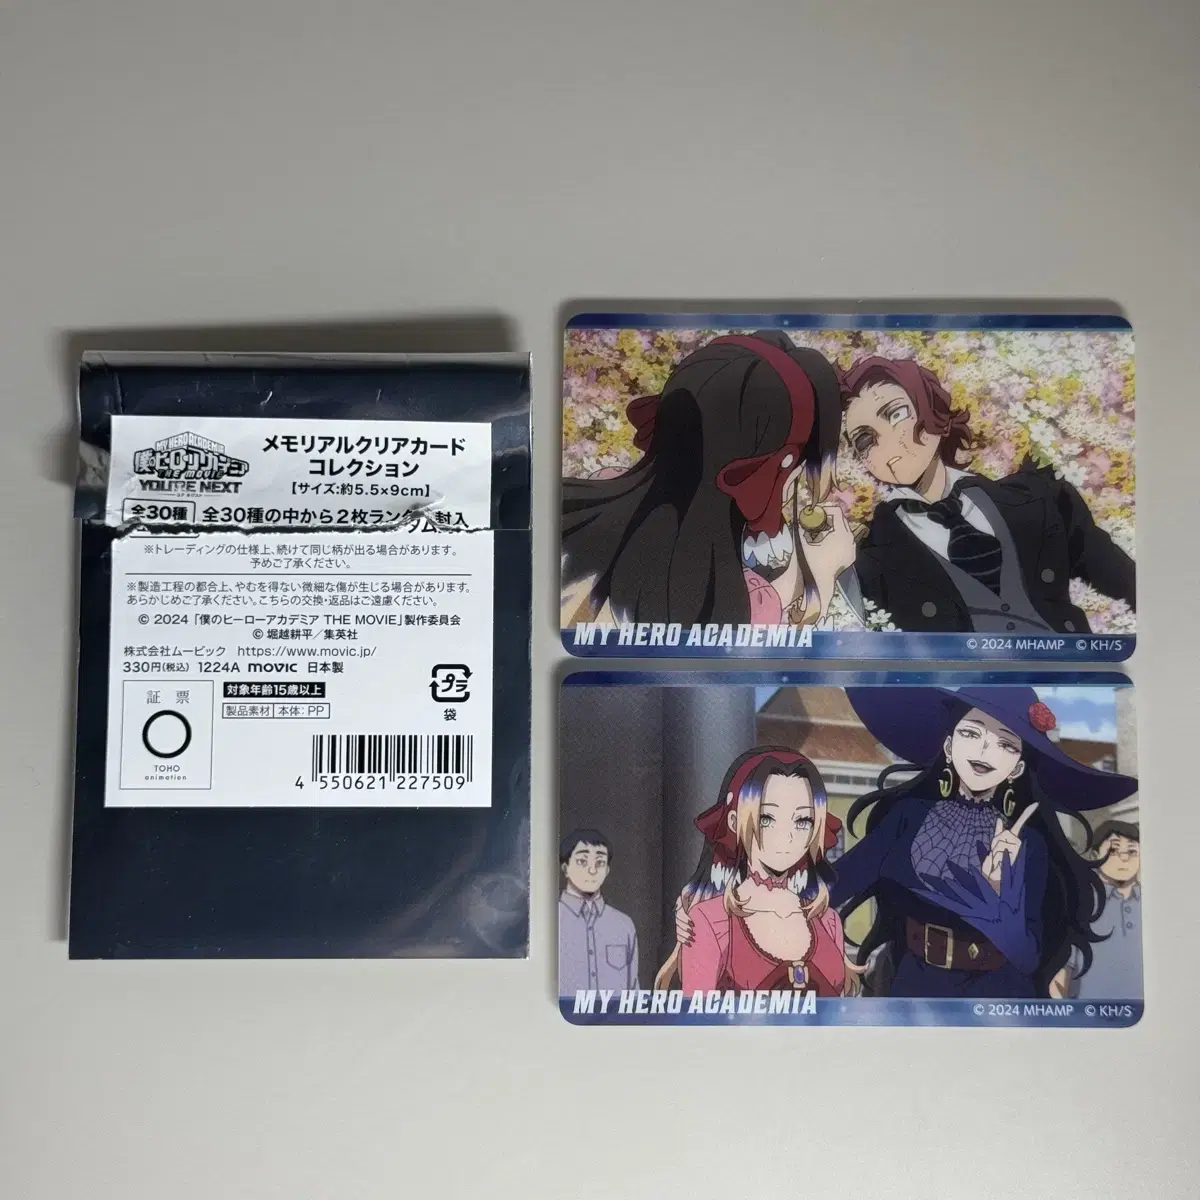 MY HERO ACADEMIA
僕のヒーローアカデミア
THE MOVIE
YOU'RE NEXT
メモリアルクリアカード
コレクション
【サイズ:約5.5×9cm】
全30種
全30種の中から2枚ランダム封入
※トレーディングの仕様上、続けて同じ柄が出る場合があります。
予めご了承ください。
※製造工程の都合上、やむを得ない微細な傷が生じる場合があります。
あらかじめご了承ください。こちらの交換・返品はご遠慮ください。
© 2024「僕のヒーローアカデミア THE MOVIE」製作委員会
© 堀越耕平/集英社
株式会社ムービック https://www.movic.jp/
330円(税込) 1224A movic 日本製
証 票
TOHO
animation
対象年齢15歳以上
製品素材 本体:PP
プラ
袋
4 550621 227509
MY HERO ACADEMIA
© 2024 MHAMP © KH/S
MY HERO ACADEMIA
© 2024 MHAMP © KH/S